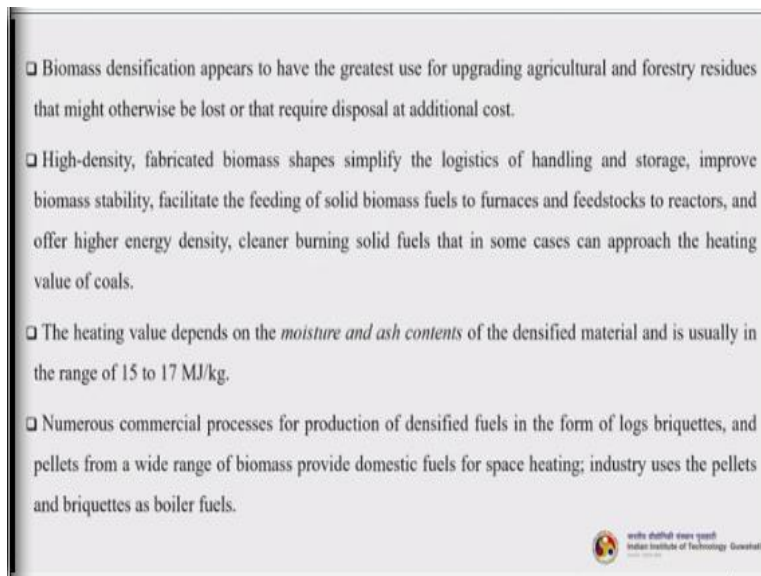 ❑ Biomass densification appears to have the greatest use for upgrading agricultural and forestry residues
that might otherwise be lost or that require disposal at additional cost.
❑ High-density, fabricated biomass shapes simplify the logistics of handling and storage, improve
biomass stability, facilitate the feeding of solid biomass fuels to furnaces and feedstocks to reactors, and
offer higher energy density, cleaner burning solid fuels that in some cases can approach the heating
value of coals.
❑ The heating value depends on the moisture and ash contents of the densified material and is usually in
the range of 15 to 17 MJ/kg.
❑ Numerous commercial processes for production of densified fuels in the form of logs briquettes, and
pellets from a wide range of biomass provide domestic fuels for space heating; industry uses the pellets
and briquettes as boiler fuels.
Indian Institute of Technology Guwahati